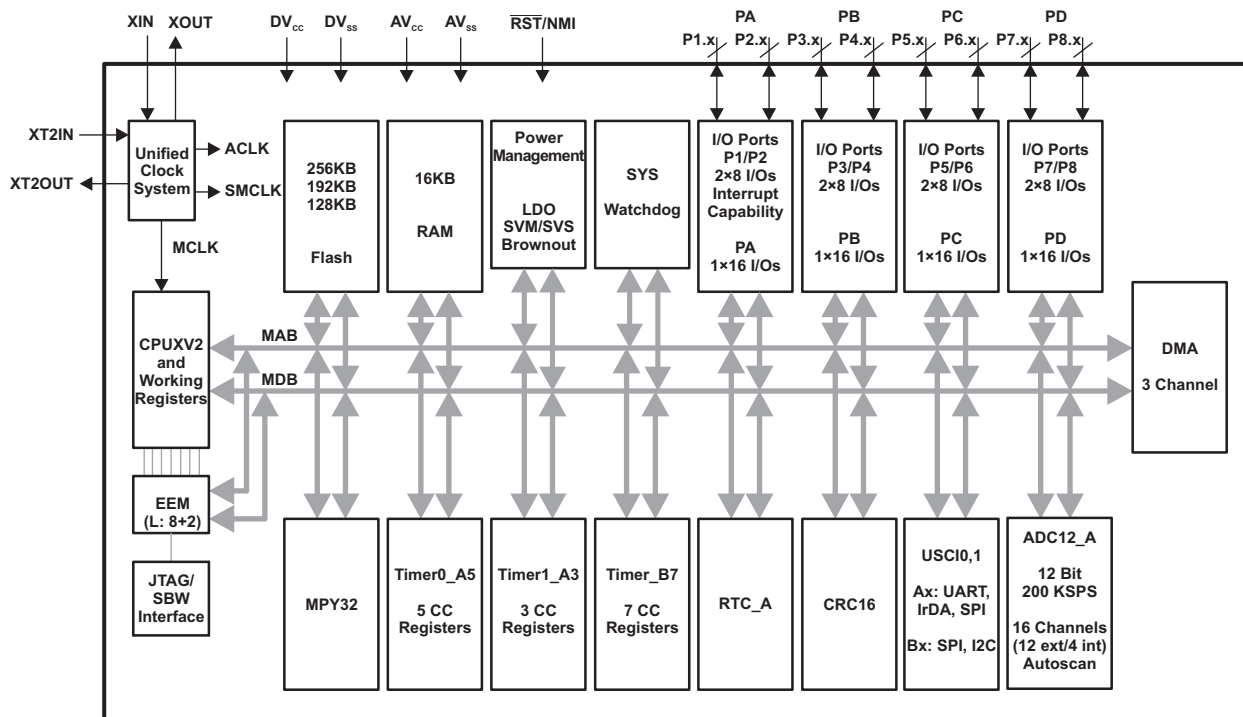 XIN XOUT DVcc DVss AVcc AVss RST/NMI
PA PB PC PD
P1.x P2.x P3.x P4.x P5.x P6.x P7.x P8.x
XT2IN
XT2OUT
Unified
Clock
System
ACLK
SMCLK
MCLK
256KB
192KB
128KB
Flash
16KB
RAM
Power
Management
LDO
SVM/SVS
Brownout
SYS
Watchdog
I/O Ports
P1/P2
2×8 I/Os
Interrupt
Capability
PA
1×16 I/Os
I/O Ports
P3/P4
2×8 I/Os
PB
1×16 I/Os
I/O Ports
P5/P6
2×8 I/Os
PC
1×16 I/Os
I/O Ports
P7/P8
2×8 I/Os
PD
1×16 I/Os
CPUXV2
and
Working
Registers
MAB
MDB
DMA
3 Channel
EEM
(L: 8+2)
JTAG/
SBW
Interface
MPY32
Timer0_A5
5 CC
Registers
Timer1_A3
3 CC
Registers
Timer_B7
7 CC
Registers
RTC_A
CRC16
USCI0,1
Ax: UART,
IrDA, SPI
Bx: SPI, I2C
ADC12_A
12 Bit
200 KSPS
16 Channels
(12 ext/4 int)
Autoscan